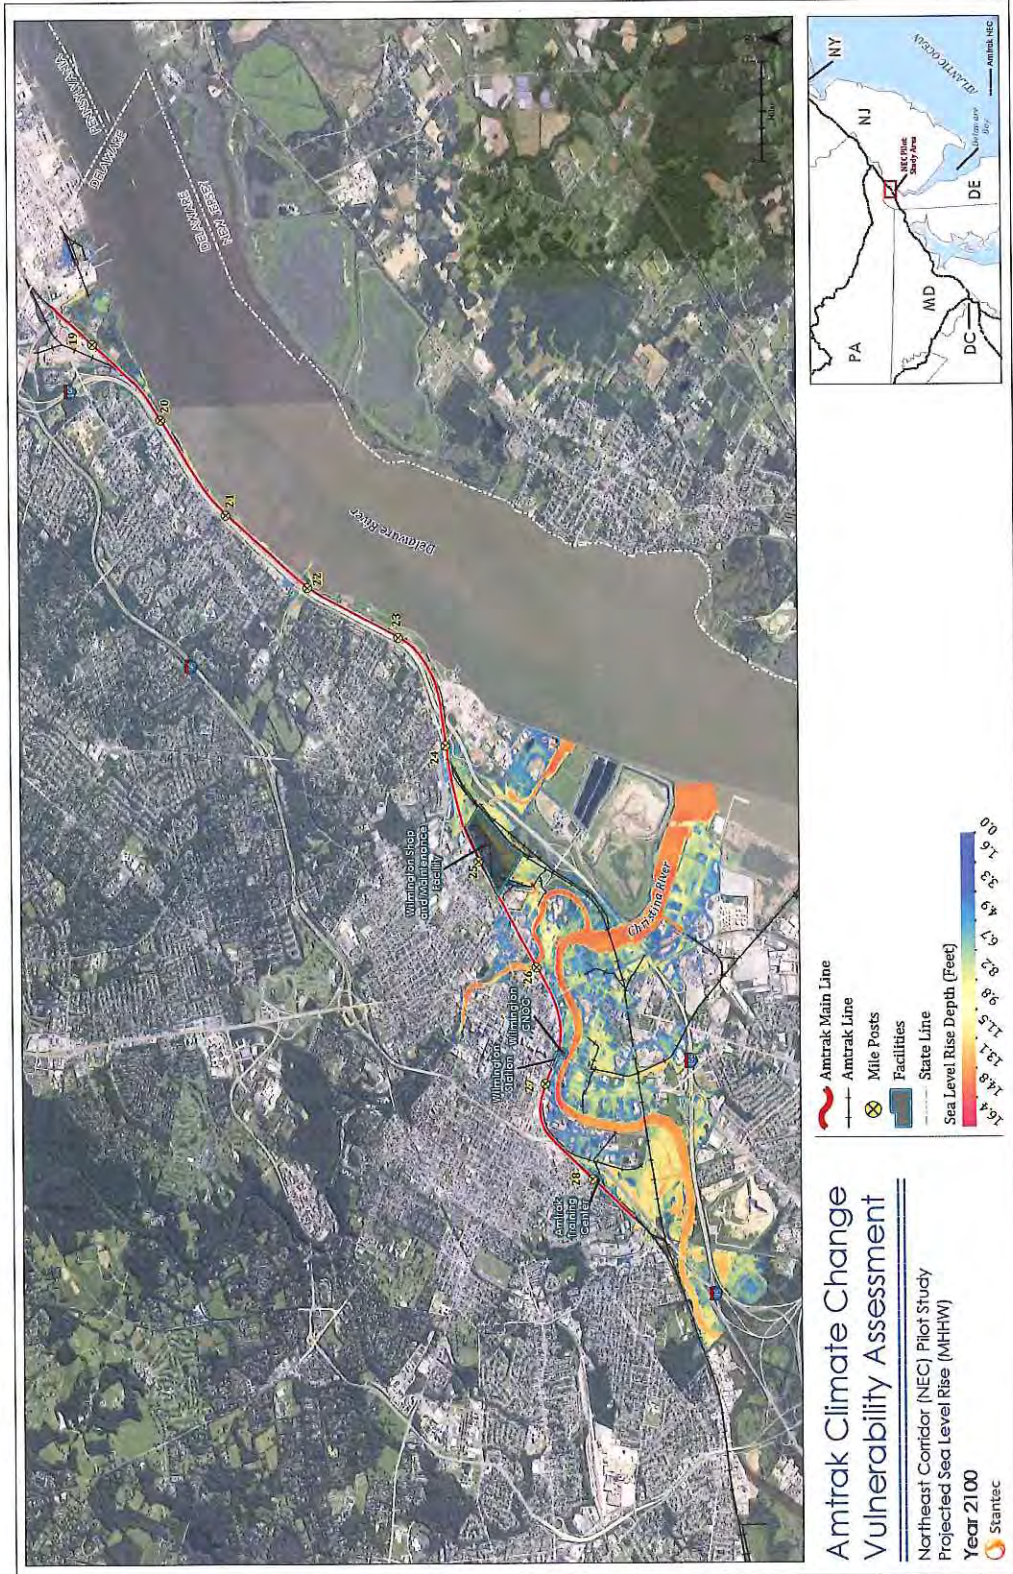 PENNSYLVANIA
DELAWARE
DELAWARE
NEW JERSEY
19
20
21
22
23
24
25
26
27
28
Delaware River
Christina River
Wilmington Shop
and Maintenance
Facility
Wilmington
CNOC
Wilmington
Station
Amtrak
Training
Center
Amtrak Climate Change
Vulnerability Assessment
Northeast Corridor (NEC) Pilot Study
Projected Sea Level Rise (MHHW)
Year 2100
Stantec
Amtrak Main Line
Amtrak Line
Mile Posts
Facilities
State Line
Sea Level Rise Depth (Feet)
16.4 14.8 13.1 11.5 9.8 8.2 6.7 4.9 3.3 1.6 0.0
NY
PA
NJ
MD
DE
DC
NEC Pilot
Study Area
ATLANTIC OCEAN
Delaware
Bay
Amtrak NEC